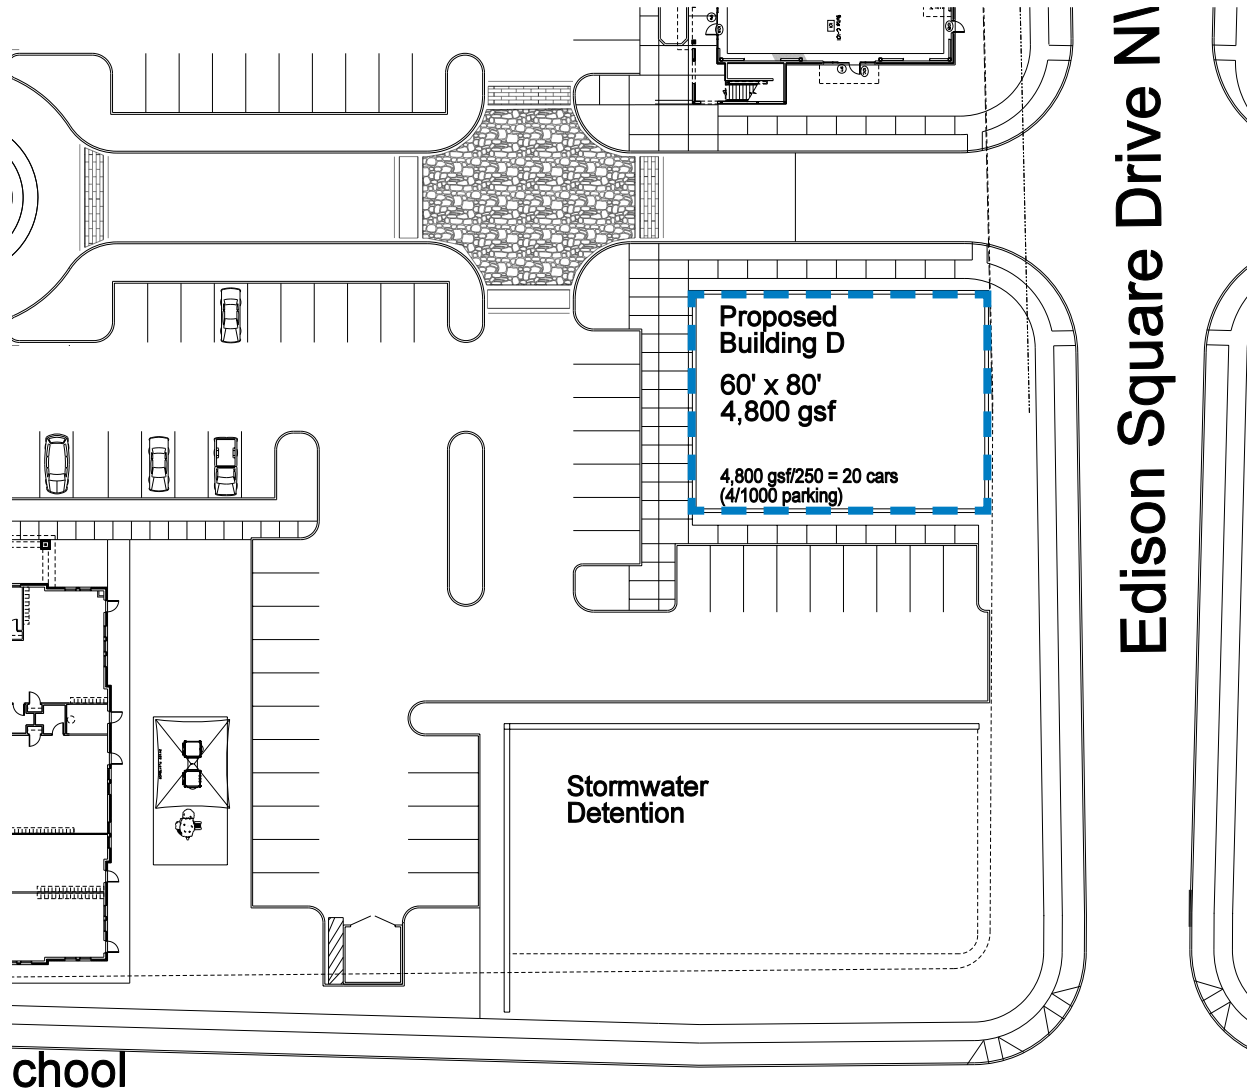 Edison Square Drive
Proposed
Building D
60' x 80'
4,800 gsf
4,800 gsf/250 = 20 cars
(4/1000 parking)
Stormwater
Detention
chool